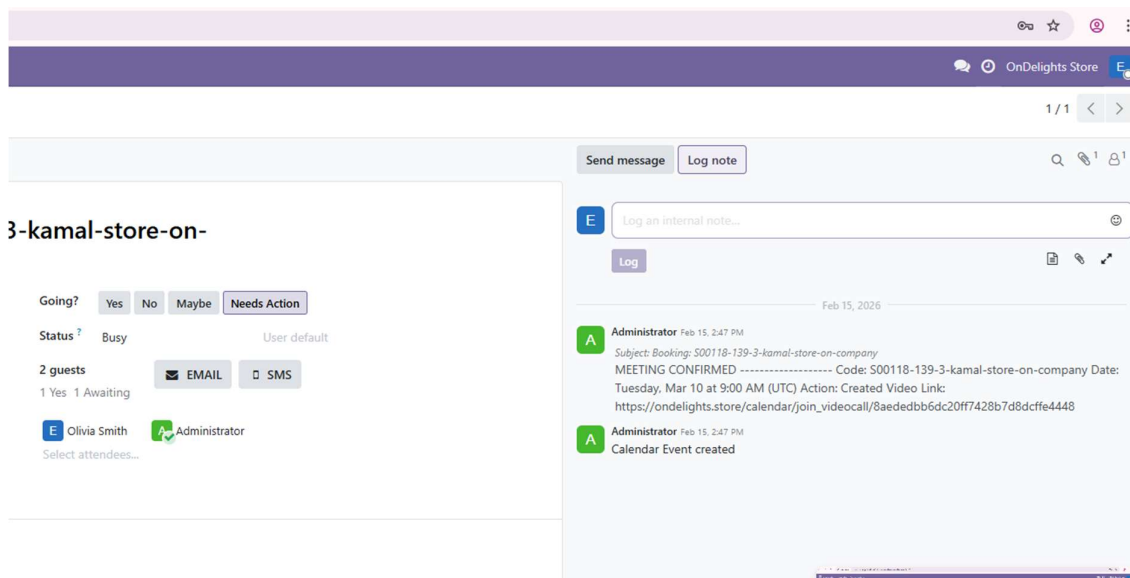 OnDelights Store E
1 / 1
Send message Log note 1 1
3-kamal-store-on-
E Log an internal note...
Log
Going? Yes No Maybe Needs Action
Feb 15, 2026
Status ? Busy User default
A Administrator Feb 15, 2:47 PM
Subject: Booking: S00118-139-3-kamal-store-on-company
MEETING CONFIRMED ------------------- Code: S00118-139-3-kamal-store-on-company Date:
Tuesday, Mar 10 at 9:00 AM (UTC) Action: Created Video Link:
https://ondelights.store/calendar/join_videocall/8aededbb6dc20ff7428b7d8dcffe4448
2 guests EMAIL SMS
1 Yes 1 Awaiting
E Olivia Smith A Administrator
Select attendees...
A Administrator Feb 15, 2:47 PM
Calendar Event created